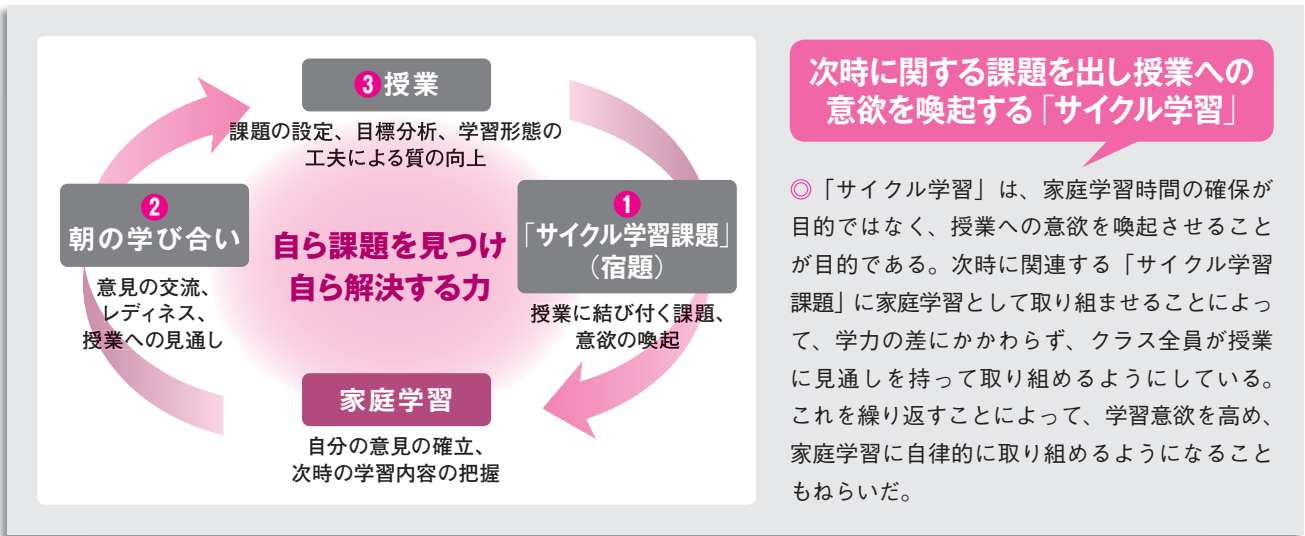 ❸授業
課題の設定、目標分析、学習形態の
工夫による質の向上
❷
朝の学び合い
意見の交流、
レディネス、
授業への見通し
自ら課題を見つけ
自ら解決する力
❶
「サイクル学習課題」
（宿題）
授業に結び付く課題、
意欲の喚起
家庭学習
自分の意見の確立、
次時の学習内容の把握
次時に関する課題を出し授業への
意欲を喚起する「サイクル学習」
◎「サイクル学習」は、家庭学習時間の確保が
目的ではなく、授業への意欲を喚起させること
が目的である。次時に関連する「サイクル学習
課題」に家庭学習として取り組ませることによっ
て、学力の差にかかわらず、クラス全員が授業
に見通しを持って取り組めるようにしている。
これを繰り返すことによって、学習意欲を高め、
家庭学習に自律的に取り組めるようになること
もねらいだ。